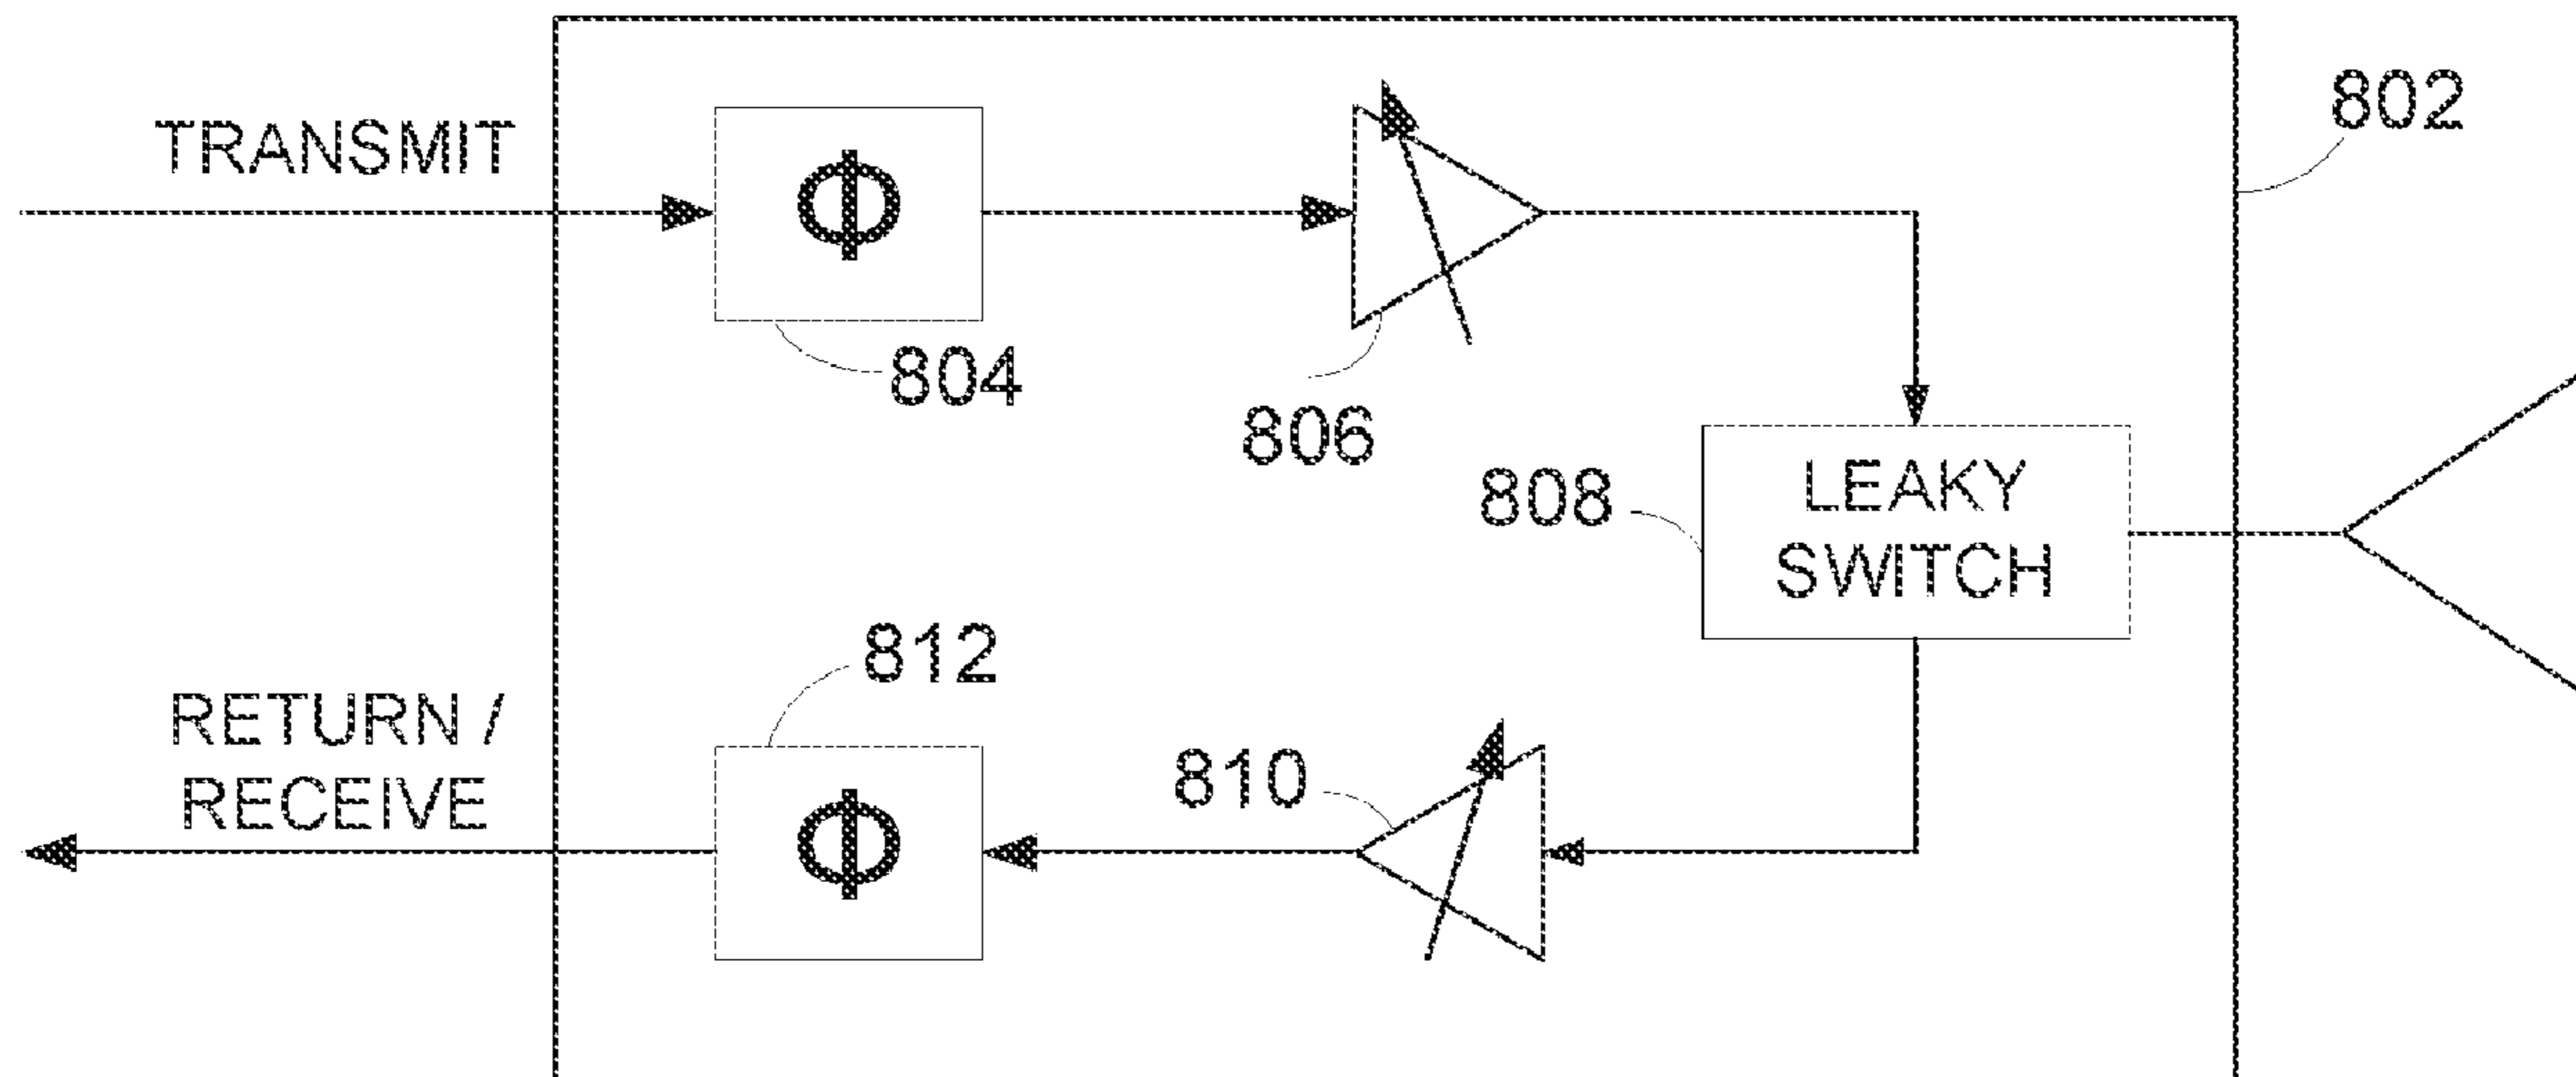 TRANSMIT
Φ
804
806
802
808
LEAKY
SWITCH
812
RETURN /
RECEIVE
Φ
810